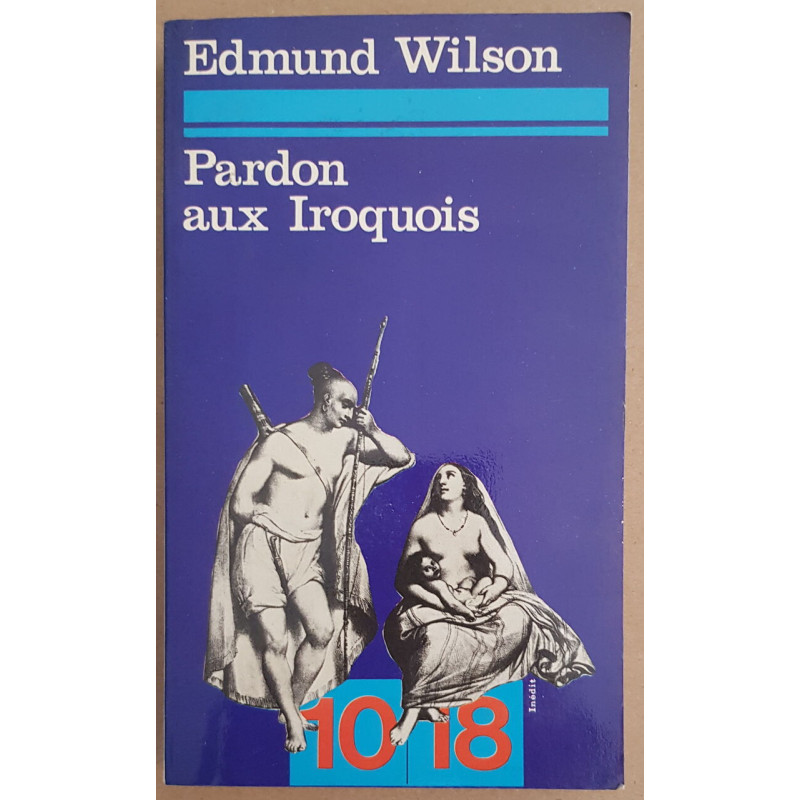 Edmund Wilson
Pardon
aux Iroquois
Inédit
10 18